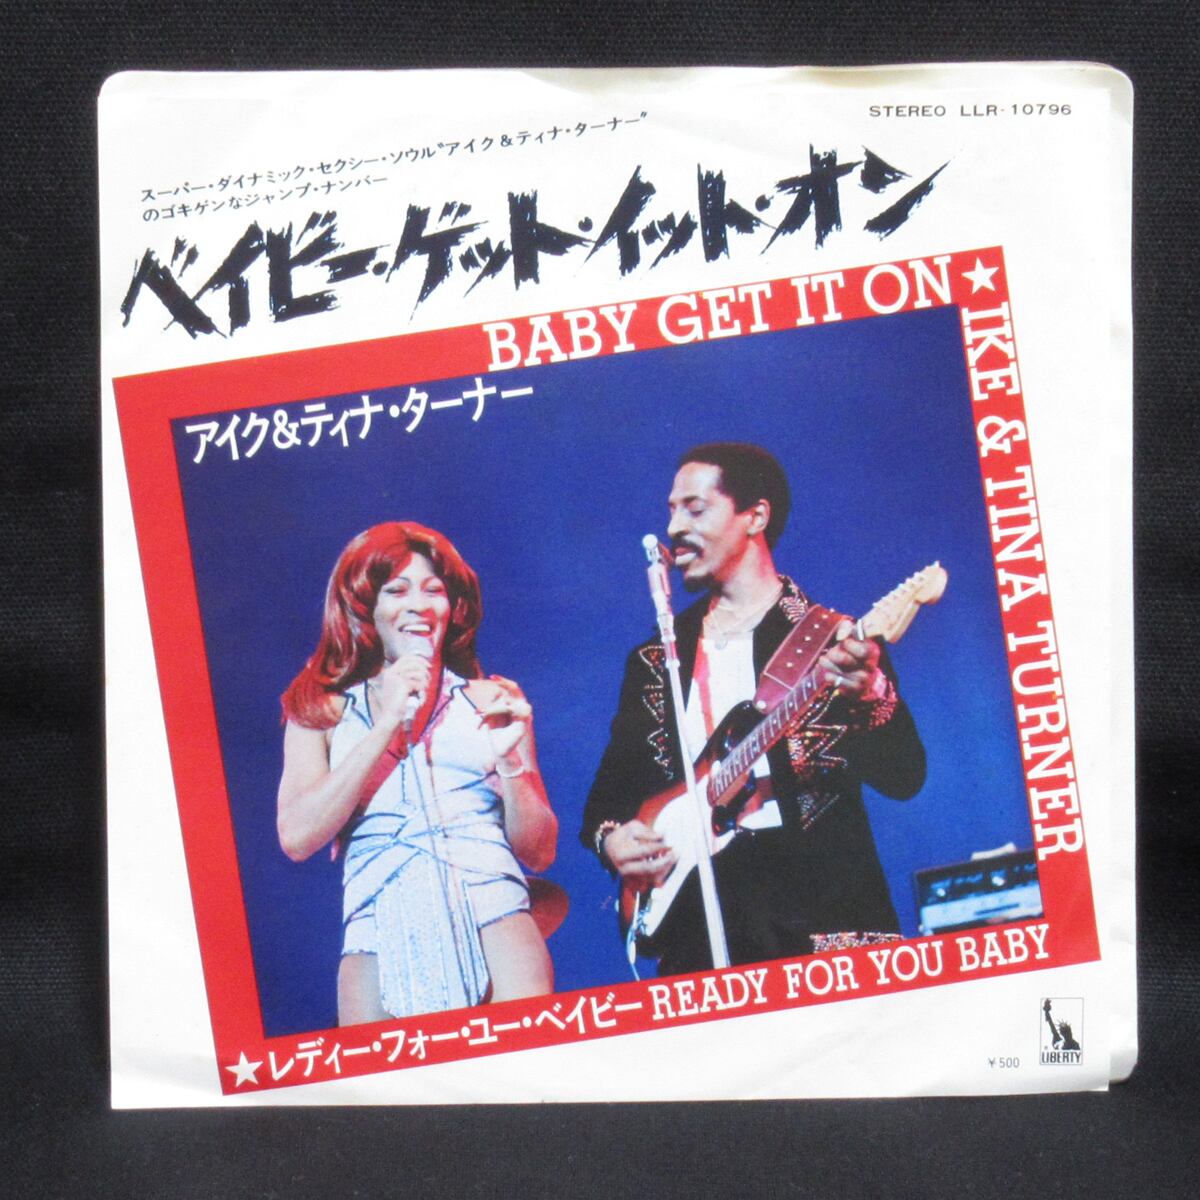 STEREO LLR-10796
スーパー・ダイナミック・セクシー・ソウル"アイク&ティナ・ターナー"
のゴキゲンなジャンプ・ナンバー
ベイビー・ゲット・イット・オン
BABY GET IT ON★IKE & TINA TURNER
アイク&ティナ・ターナー
★レディー・フォー・ユー・ベイビー READY FOR YOU BABY
¥500
LIBERTY